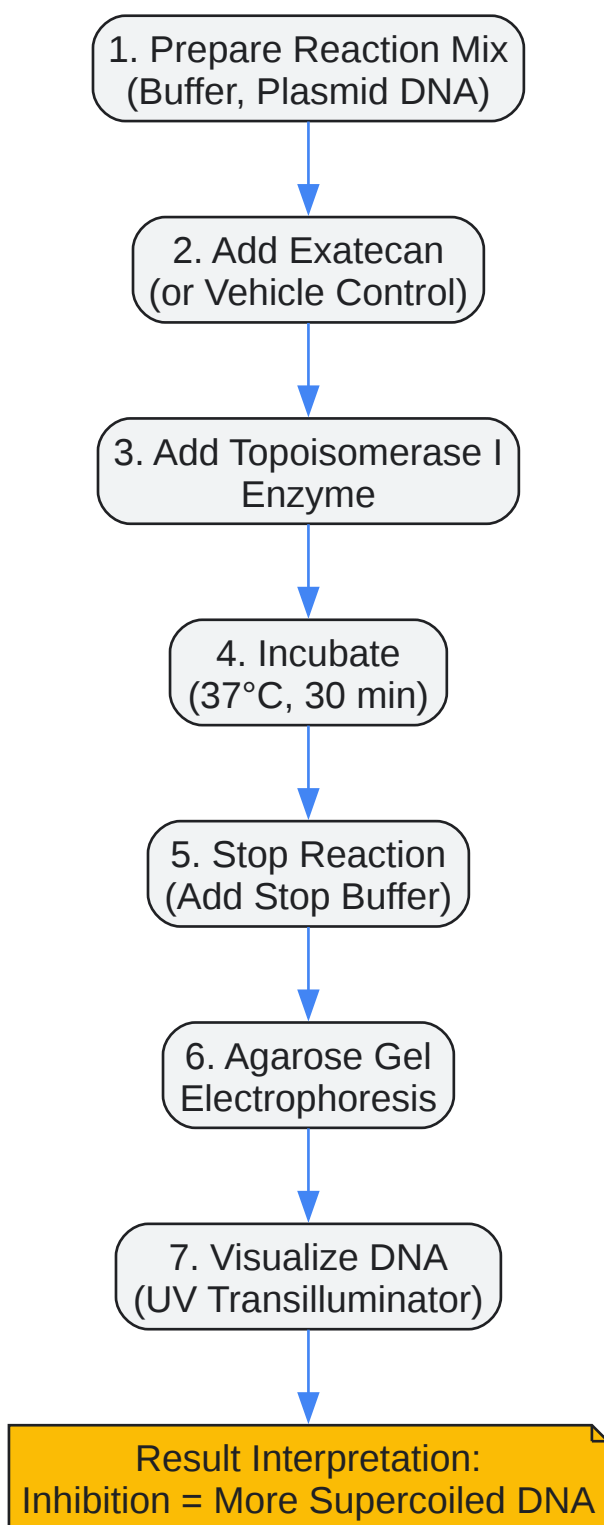 1. Prepare Reaction Mix
(Buffer, Plasmid DNA)
2. Add Exatecan
(or Vehicle Control)
3. Add Topoisomerase I
Enzyme
4. Incubate
(37°C, 30 min)
5. Stop Reaction
(Add Stop Buffer)
6. Agarose Gel
Electrophoresis
7. Visualize DNA
(UV Transilluminator)
Result Interpretation:
Inhibition = More Supercoiled DNA